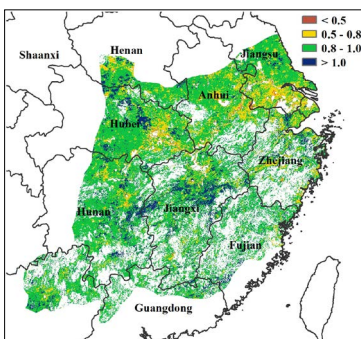 Shaanxi
Henan
Jiangsu
Anhui
Hubei
Zhejiang
Hunan
Jiangxi
Fujian
Guangdong
< 0.5
0.5 - 0.8
0.8 - 1.0
> 1.0